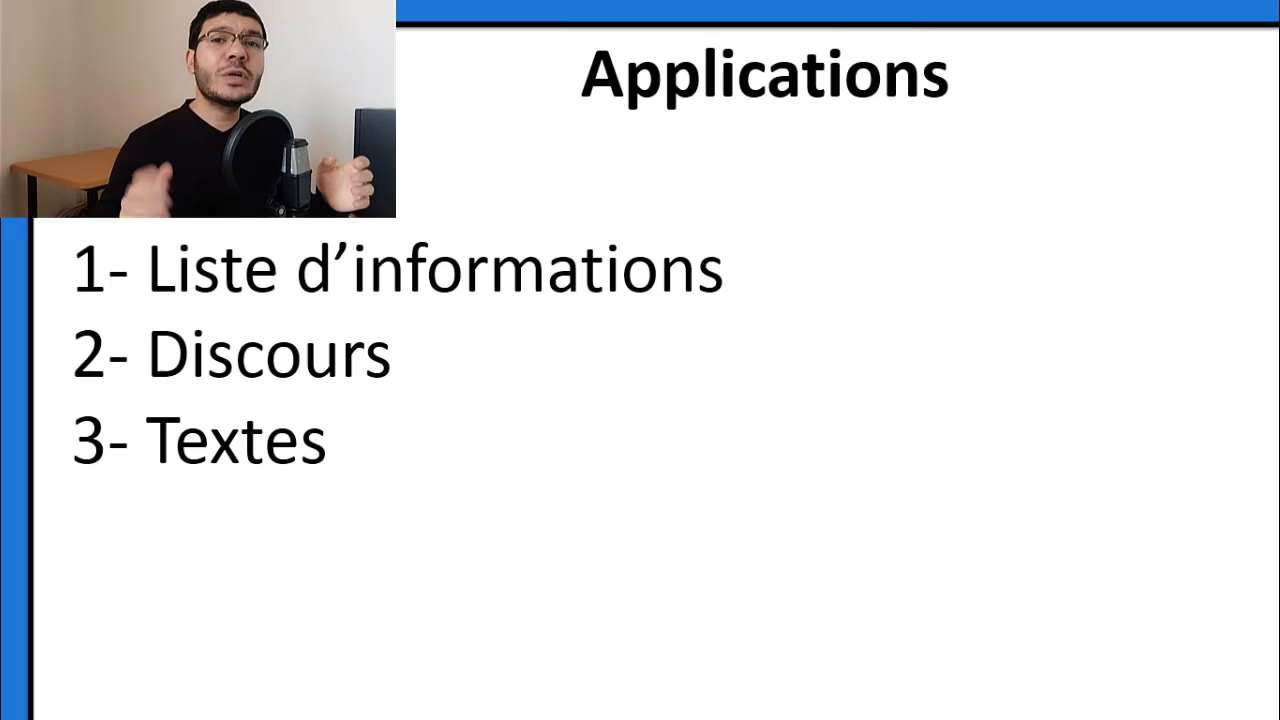 Applications
1- Liste d’informations
2- Discours
3- Textes